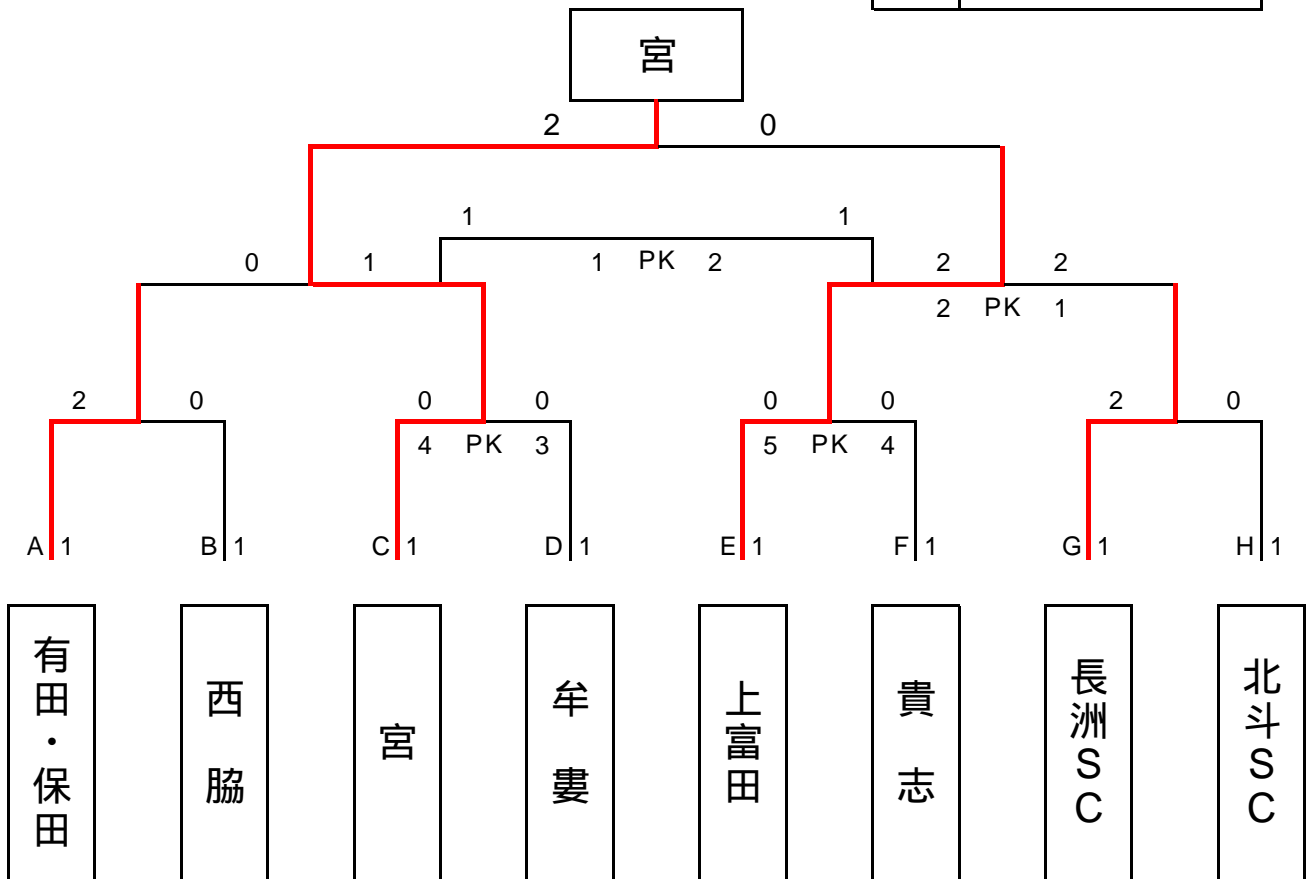 宮
2 0
1 1
0 1 1 PK 2 2 2
2 PK 1
2 0 0 0 0 0 2 0
4 PK 3 5 PK 4
A 1 B 1 C 1 D 1 E 1 F 1 G 1 H 1
有田・保田
西脇
宮
牟婁
上富田
貴志
長洲SC
北斗SC